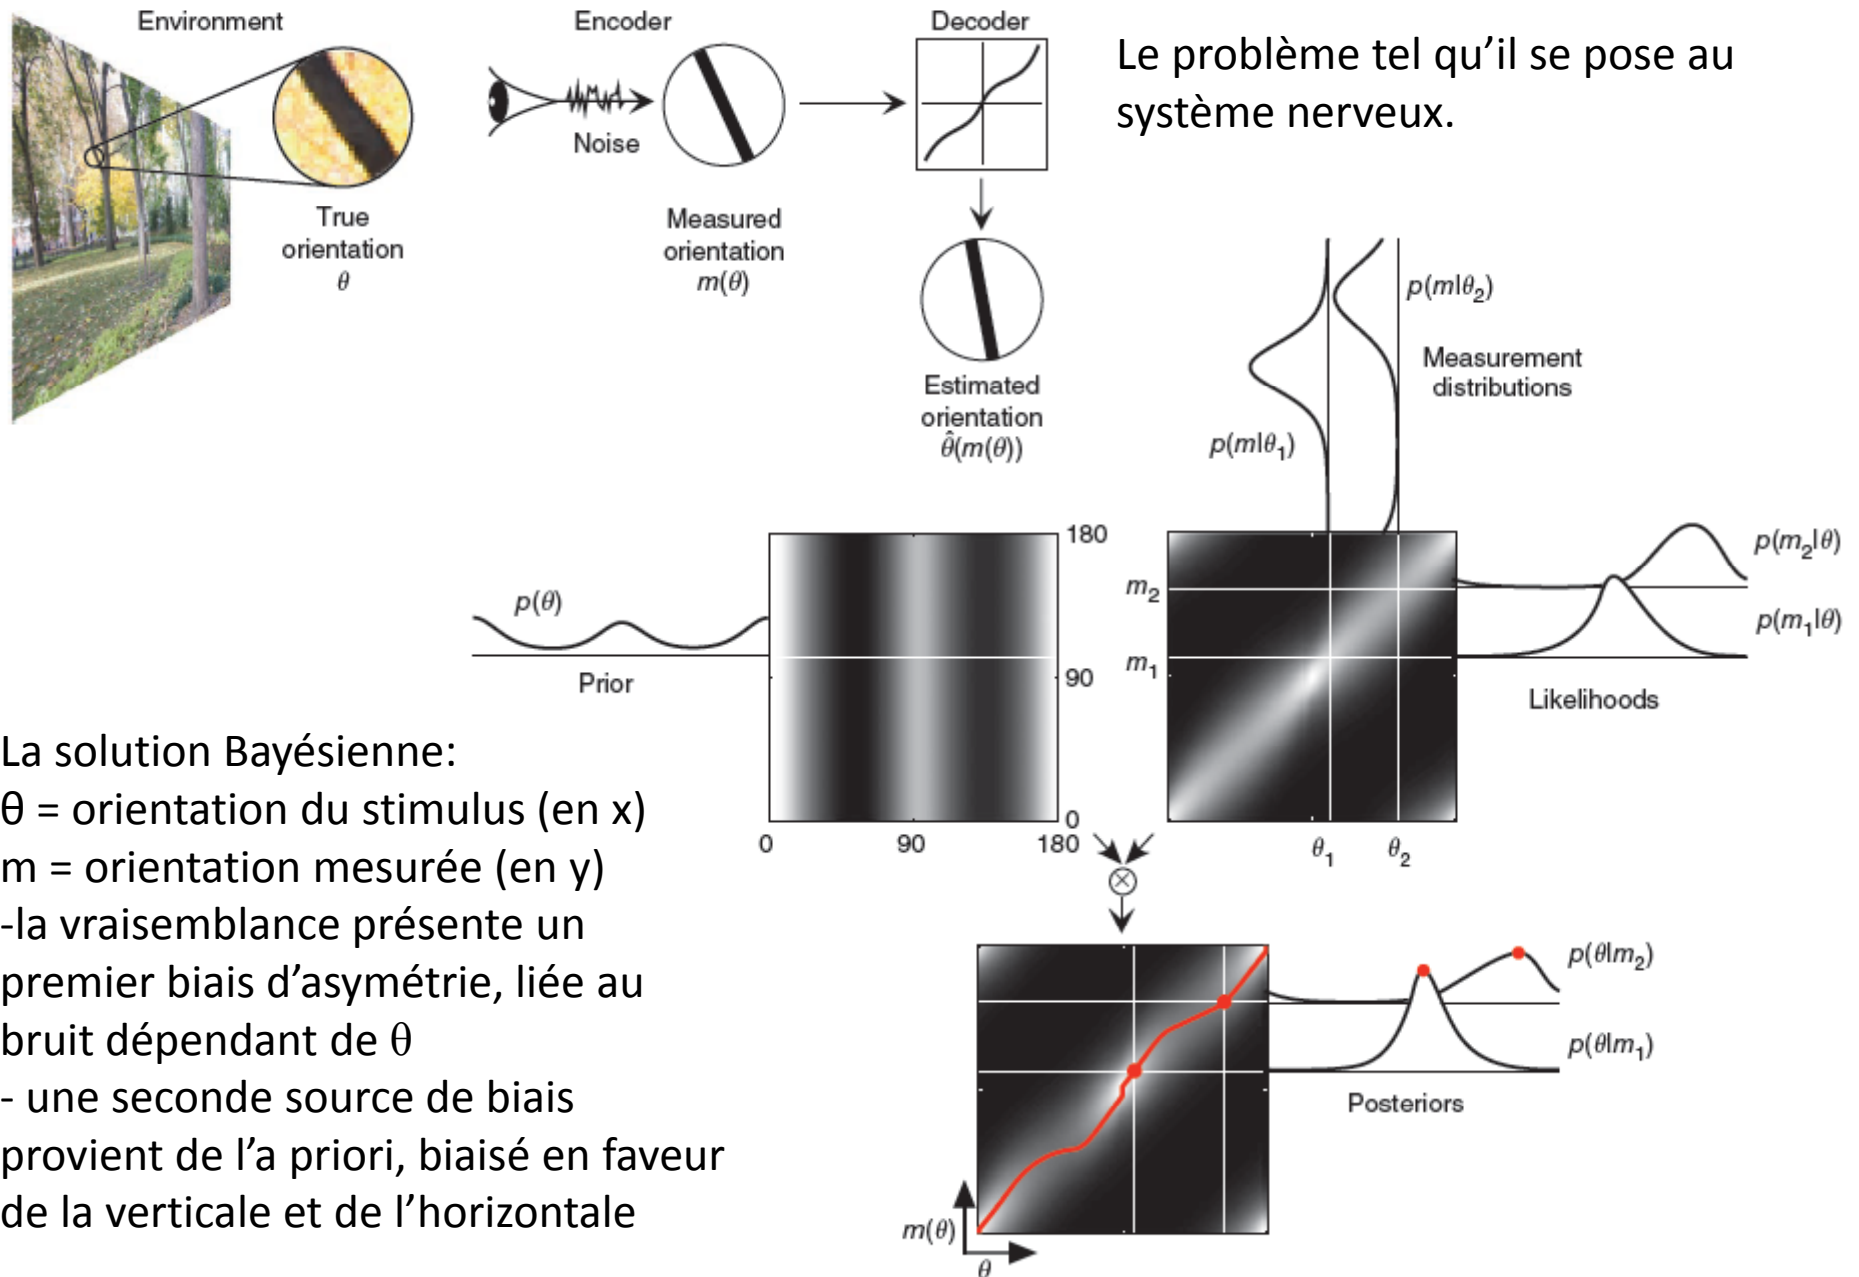 Environment
Encoder
Decoder
Le problème tel qu’il se pose au
système nerveux.
Noise
True
orientation
θ
Measured
orientation
m(θ)
Estimated
orientation
θ̂(m(θ))
p(m|θ₂)
Measurement
distributions
p(m|θ₁)
p(θ)
Prior
180
90
0
0 90 180
m₂
m₁
θ₁ θ₂
p(m₂|θ)
p(m₁|θ)
Likelihoods
La solution Bayésienne:
θ = orientation du stimulus (en x)
m = orientation mesurée (en y)
-la vraisemblance présente un
premier biais d’asymétrie, liée au
bruit dépendant de θ
- une seconde source de biais
provient de l’a priori, biaisé en faveur
de la verticale et de l’horizontale
p(θ|m₂)
p(θ|m₁)
Posteriors
m(θ)
θ